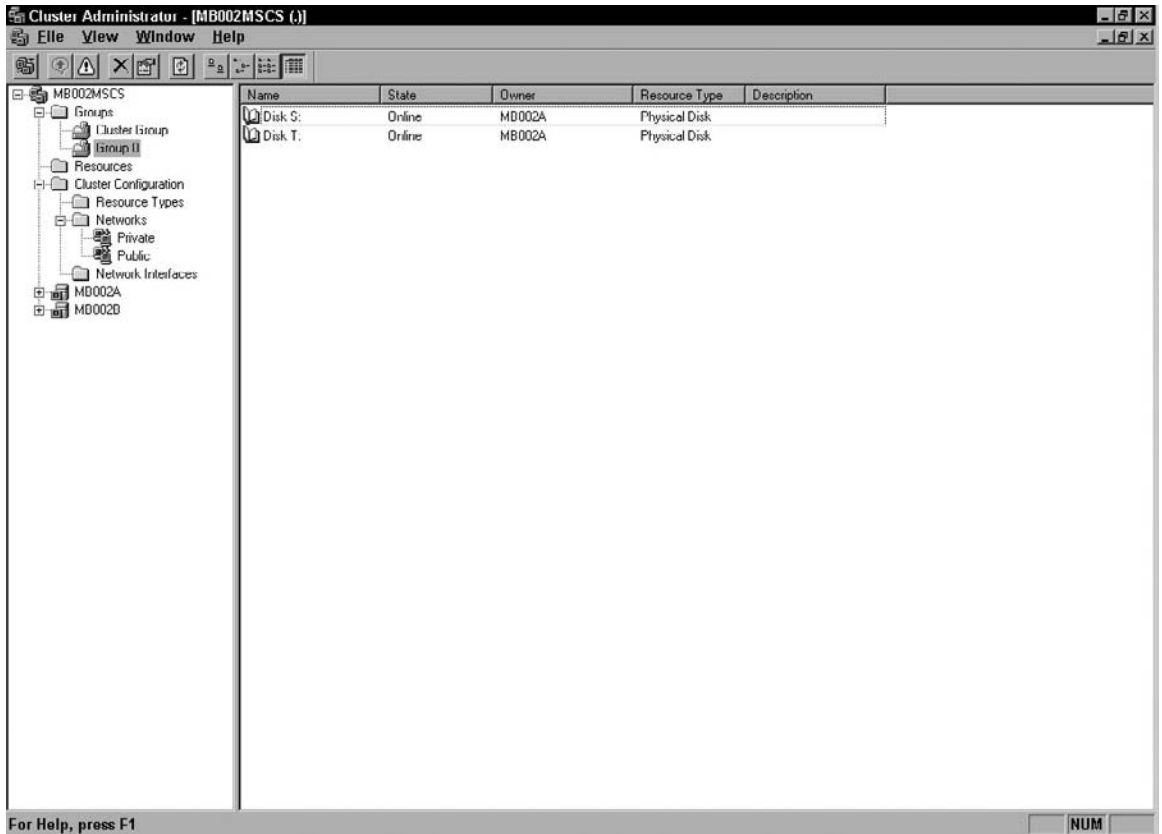 Cluster Administrator - [MB002MSCS (.)]
File View Window Help
MB002MSCS
Groups
Cluster Group
Group 0
Resources
Cluster Configuration
Resource Types
Networks
Private
Public
Network Interfaces
MB002A
MB002B
Name State Owner Resource Type Description
Disk S: Online MB002A Physical Disk
Disk T: Online MB002A Physical Disk
For Help, press F1
NUM